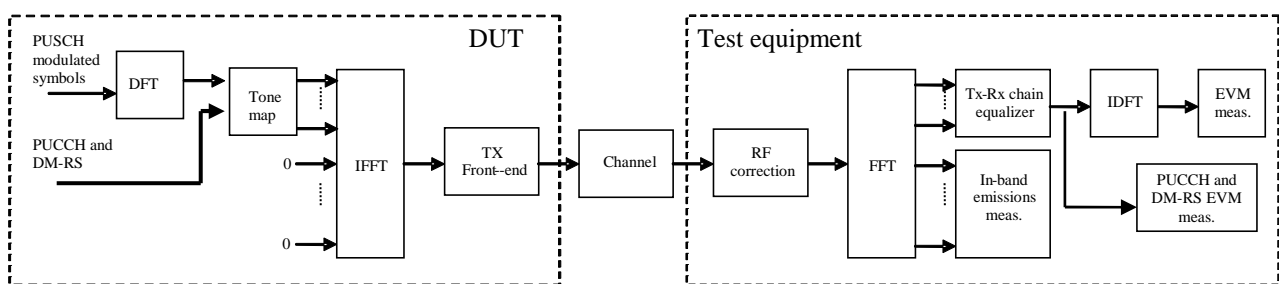 DUT
Test equipment
PUSCH
modulated
symbols
DFT
Tone
map
PUCCH and
DM-RS
0
0
IFFT
TX
Front--end
Channel
RF
correction
FFT
Tx-Rx chain
equalizer
IDFT
EVM
meas.
In-band
emissions
meas.
PUCCH and
DM-RS EVM
meas.